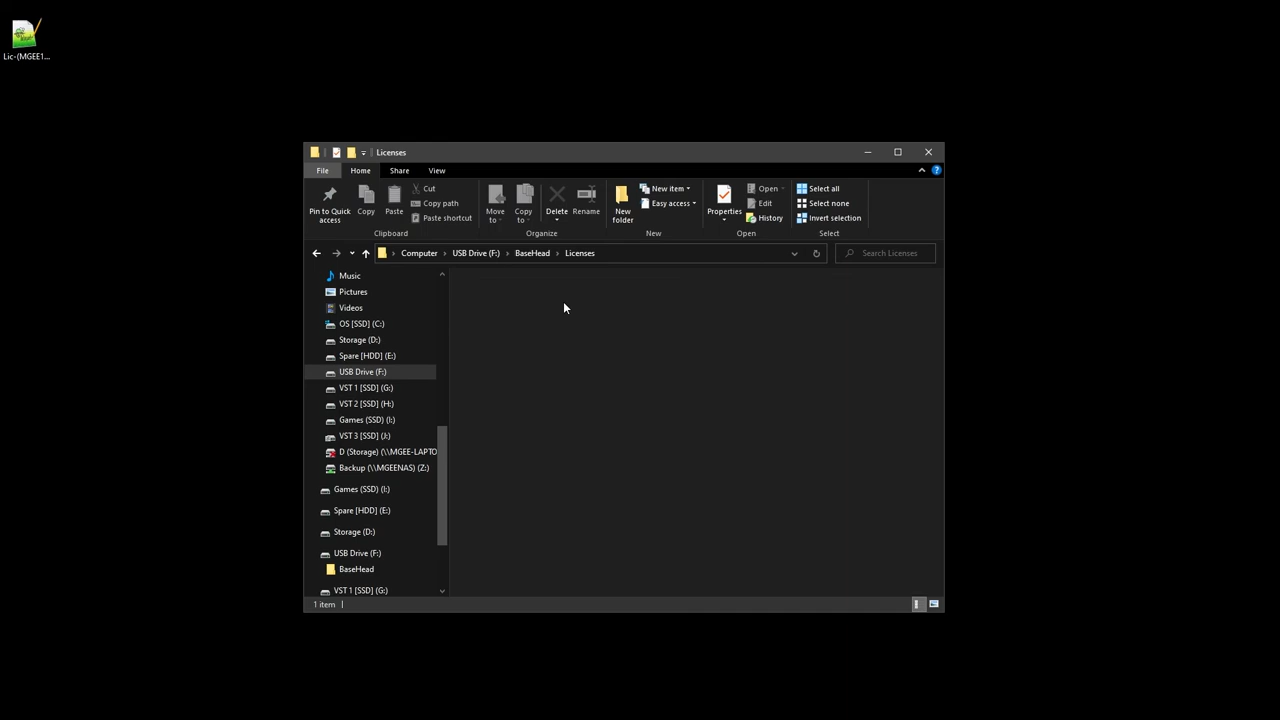 Lic-(MGEE1...
Licenses
File Home Share View
Pin to Quick access
Copy
Paste
Cut
Copy path
Paste shortcut
Clipboard
Move to
Copy to
Delete
Rename
Organize
New folder
New item
Easy access
New
Properties
Open
Edit
History
Open
Select all
Select none
Invert selection
Select
Computer > USB Drive (F:) > BaseHead > Licenses
Search Licenses
Music
Pictures
Videos
OS [SSD] (C:)
Storage (D:)
Spare [HDD] (E:)
USB Drive (F:)
VST 1 [SSD] (G:)
VST 2 [SSD] (H:)
Games (SSD) (I:)
VST 3 [SSD] (J:)
D (Storage) (\\MGEE-LAPTO
Backup (\\MGEENAS) (Z:)
Games (SSD) (I:)
Spare [HDD] (E:)
Storage (D:)
USB Drive (F:)
BaseHead
VST 1 [SSD] (G:)
1 item